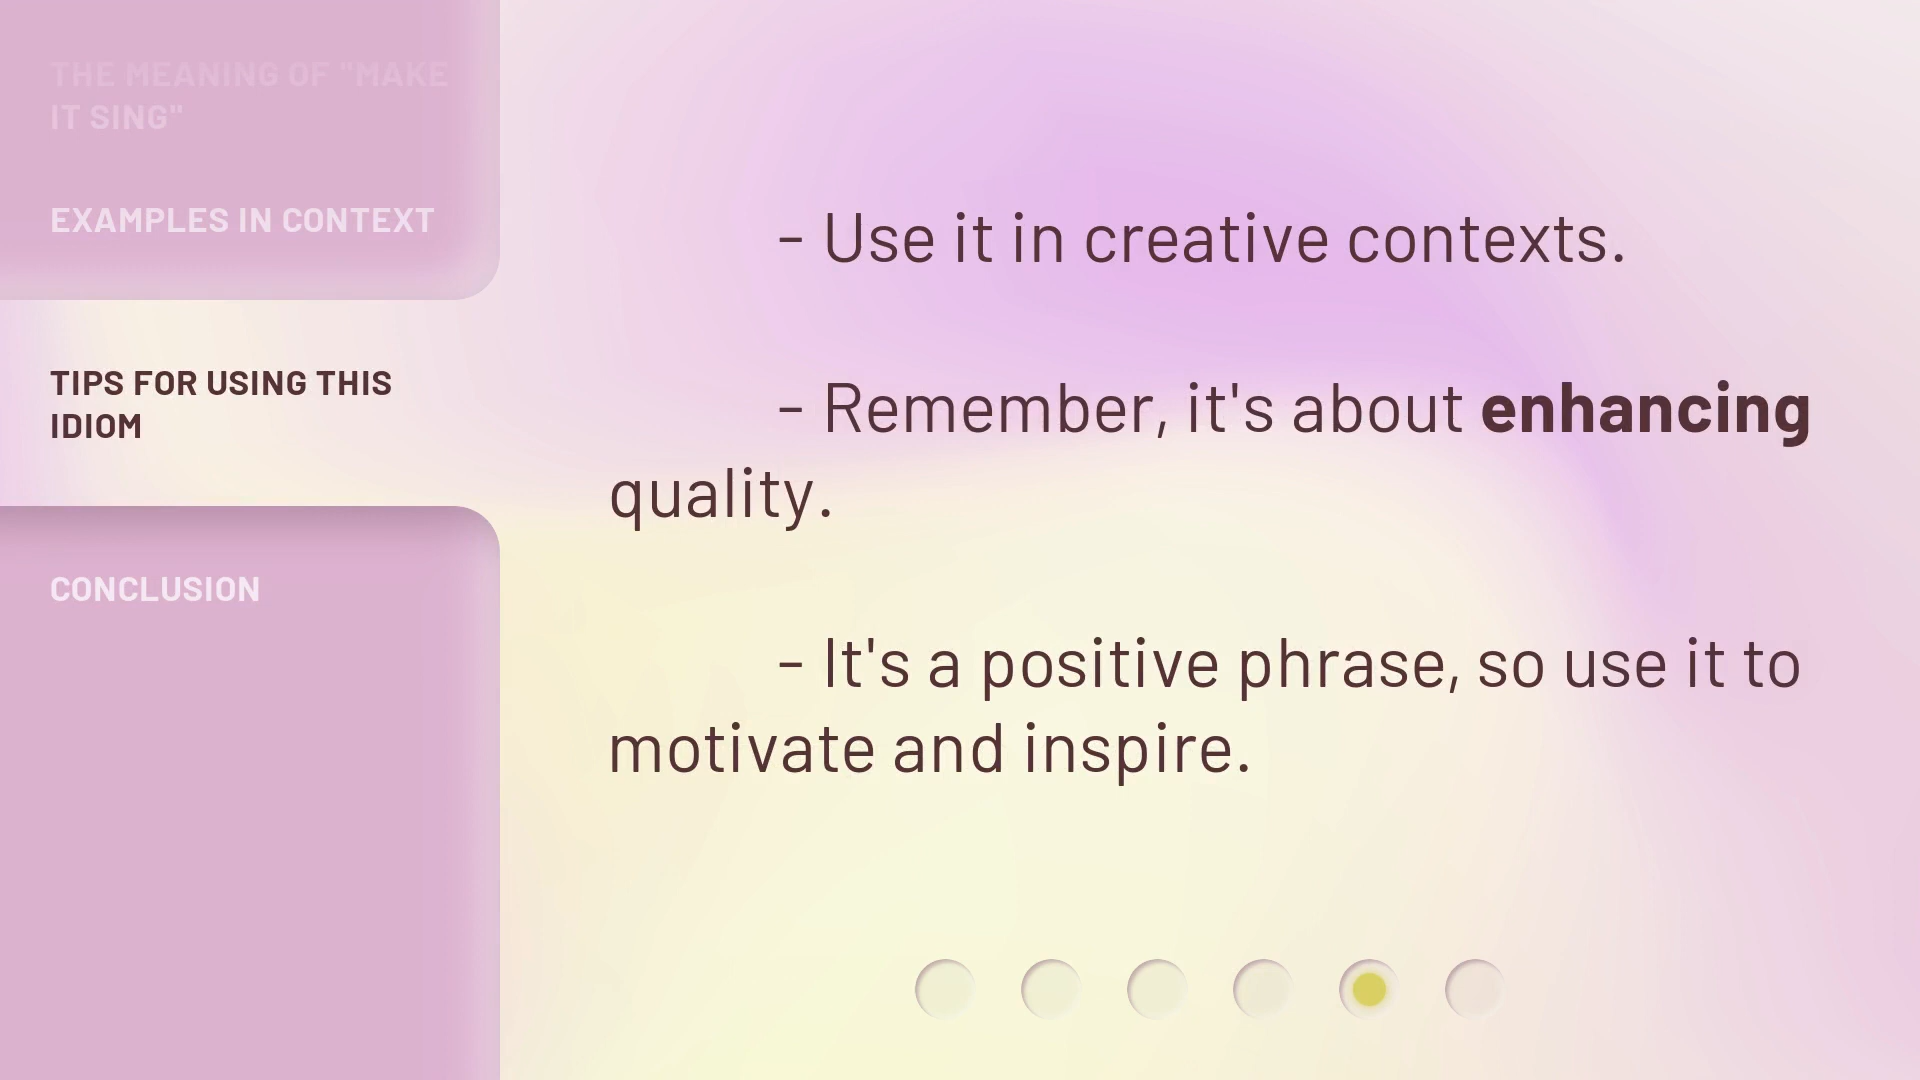 THE MEANING OF "MAKE
IT SING"
EXAMPLES IN CONTEXT
TIPS FOR USING THIS
IDIOM
CONCLUSION
- Use it in creative contexts.
- Remember, it's about enhancing
quality.
- It's a positive phrase, so use it to
motivate and inspire.